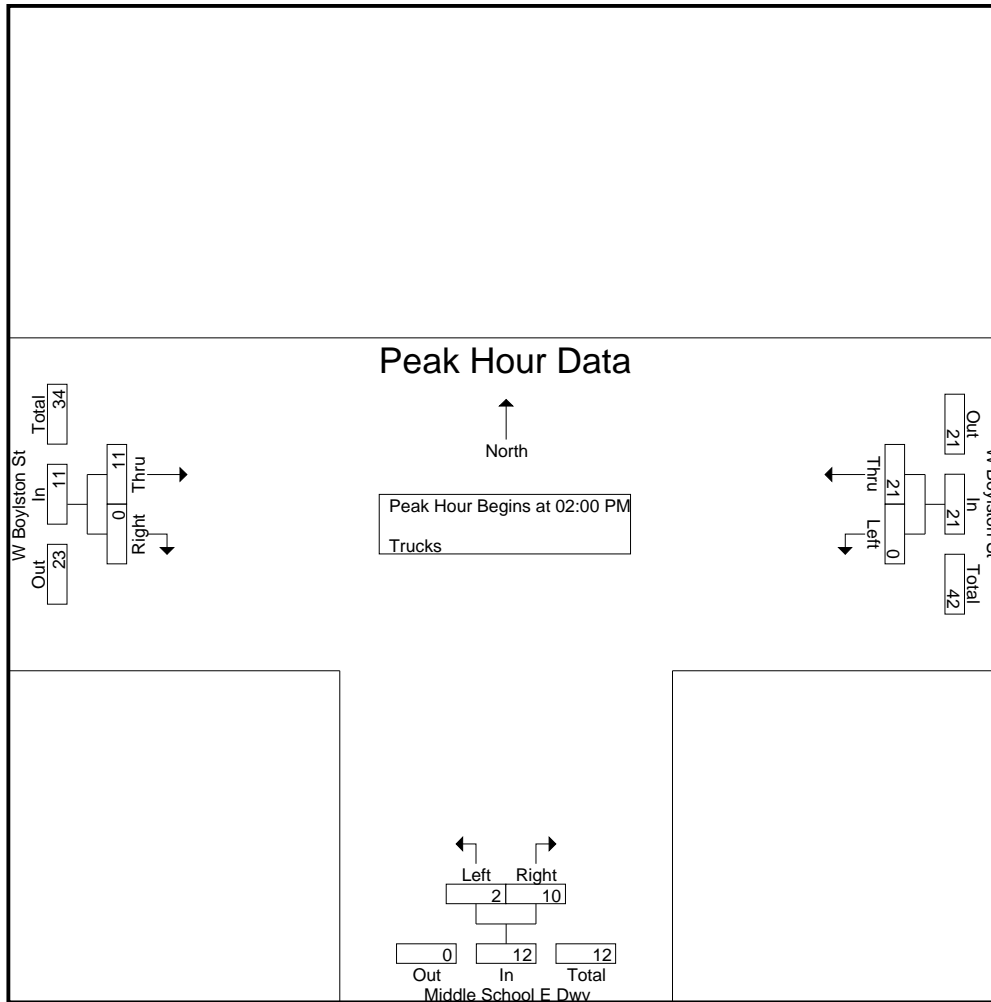 Peak Hour Data
North
Peak Hour Begins at 02:00 PM
Trucks
W Boylston St
Total
34
In
11
Out
23
11
Thru
0
Right
W Boylston St
Out
21
In
21
Total
42
Thru
21
Left
0
Left Right
2 10
0 12 12
Out In Total
Middle School E Dwy